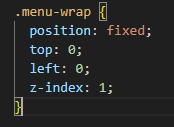 .menu-wrap {
  position: fixed;
  top: 0;
  left: 0;
  z-index: 1;
}